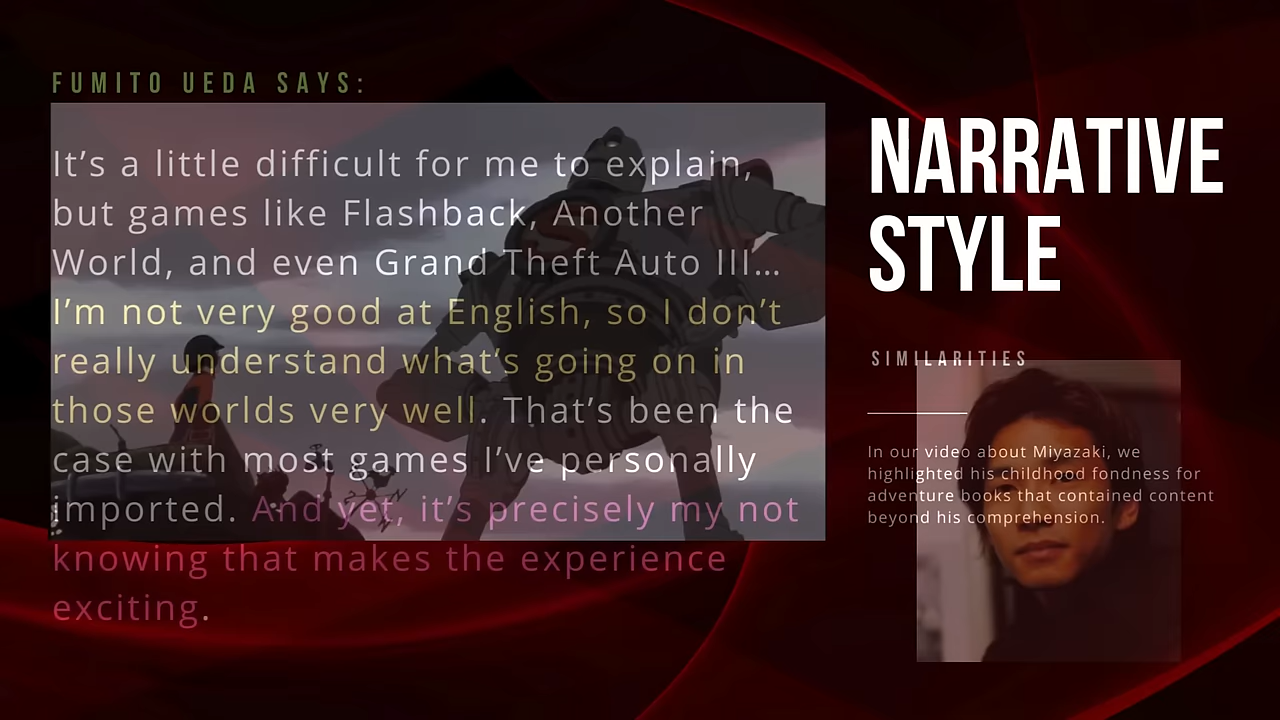 FUMITO UEDA SAYS:
It’s a little difficult for me to explain,
but games like Flashback, Another
World, and even Grand Theft Auto III…
I’m not very good at English, so I don’t
really understand what’s going on in
those worlds very well. That’s been the
case with most games I’ve personally
imported. And yet, it’s precisely my not
knowing that makes the experience
exciting.
NARRATIVE
STYLE
SIMILARITIES
In our video about Miyazaki, we
highlighted his childhood fondness for
adventure books that contained content
beyond his comprehension.